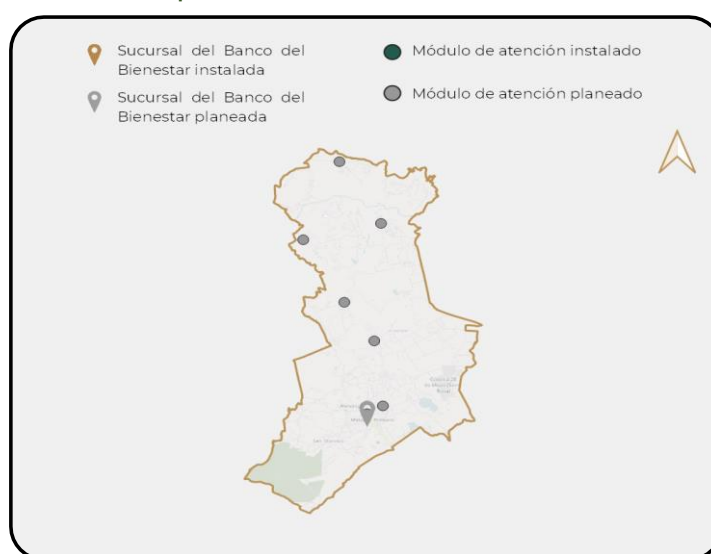 Sucursal del Banco del
Bienestar instalada
Módulo de atención instalado
Sucursal del Banco del
Bienestar planeada
Módulo de atención planeado